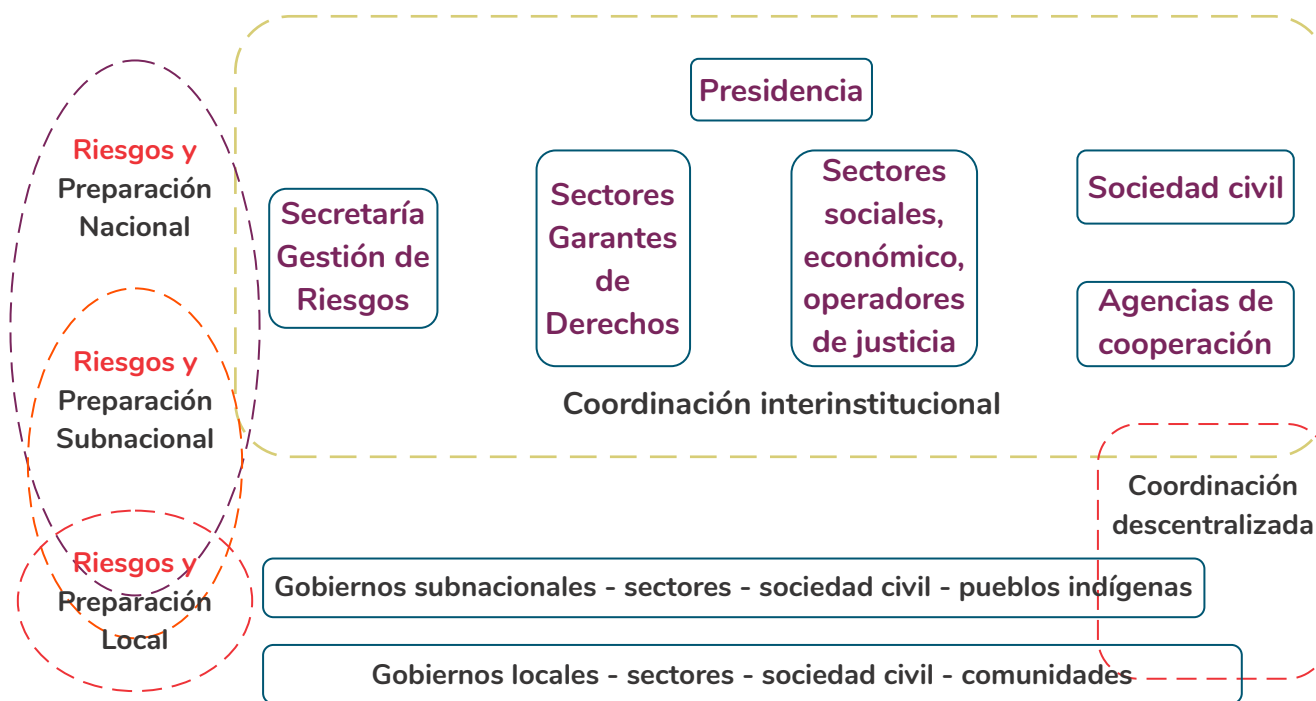 Presidencia
Riesgos y
Preparación
Nacional
Secretaría
Gestión de
Riesgos
Sectores
Garantes
de
Derechos
Sectores
sociales,
económico,
operadores
de justicia
Sociedad civil
Agencias de
cooperación
Riesgos y
Preparación
Subnacional
Coordinación interinstitucional
Coordinación
descentralizada
Riesgos y
Preparación
Local
Gobiernos subnacionales - sectores - sociedad civil - pueblos indígenas
Gobiernos locales - sectores - sociedad civil - comunidades